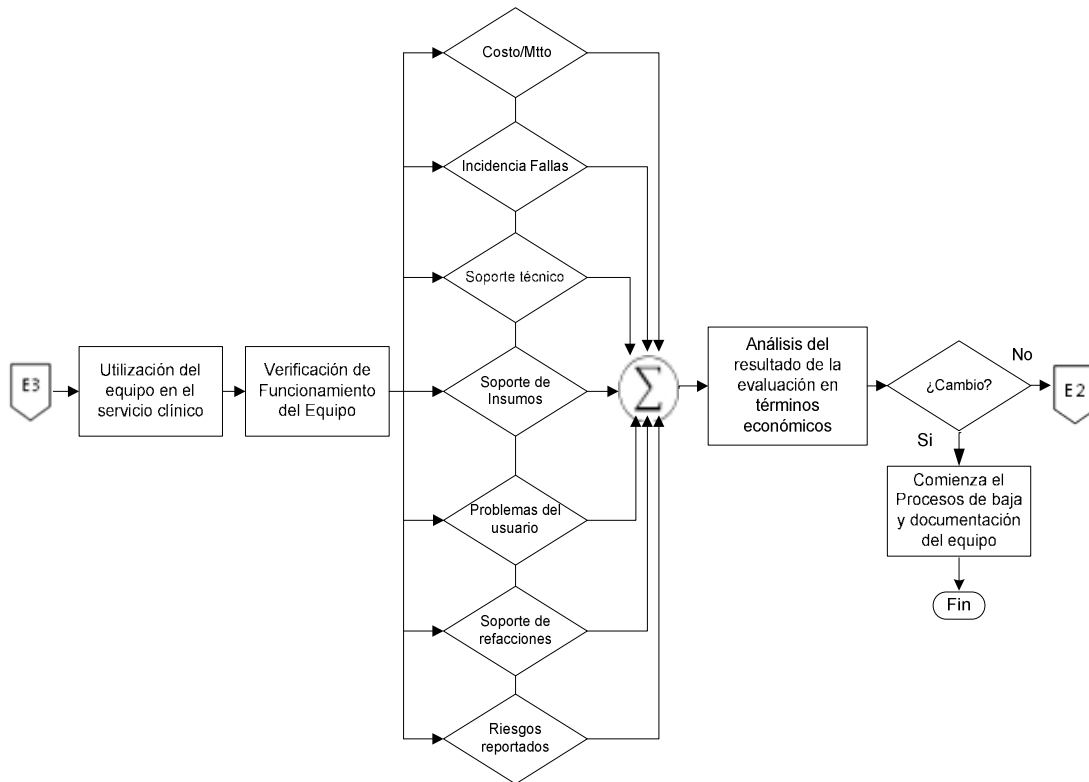 Costo/Mtto
Incidencia Fallas
Soporte técnico
E3
Utilización del
equipo en el
servicio clínico
Verificación de
Funcionamiento
del Equipo
Soporte de
Insumos
Σ
Análisis del
resultado de la
evaluación en
términos
económicos
¿Cambio?
No
E2
Si
Comienza el
Procesos de baja
y documentación
del equipo
Fin
Problemas del
usuario
Soporte de
refacciones
Riesgos
reportados